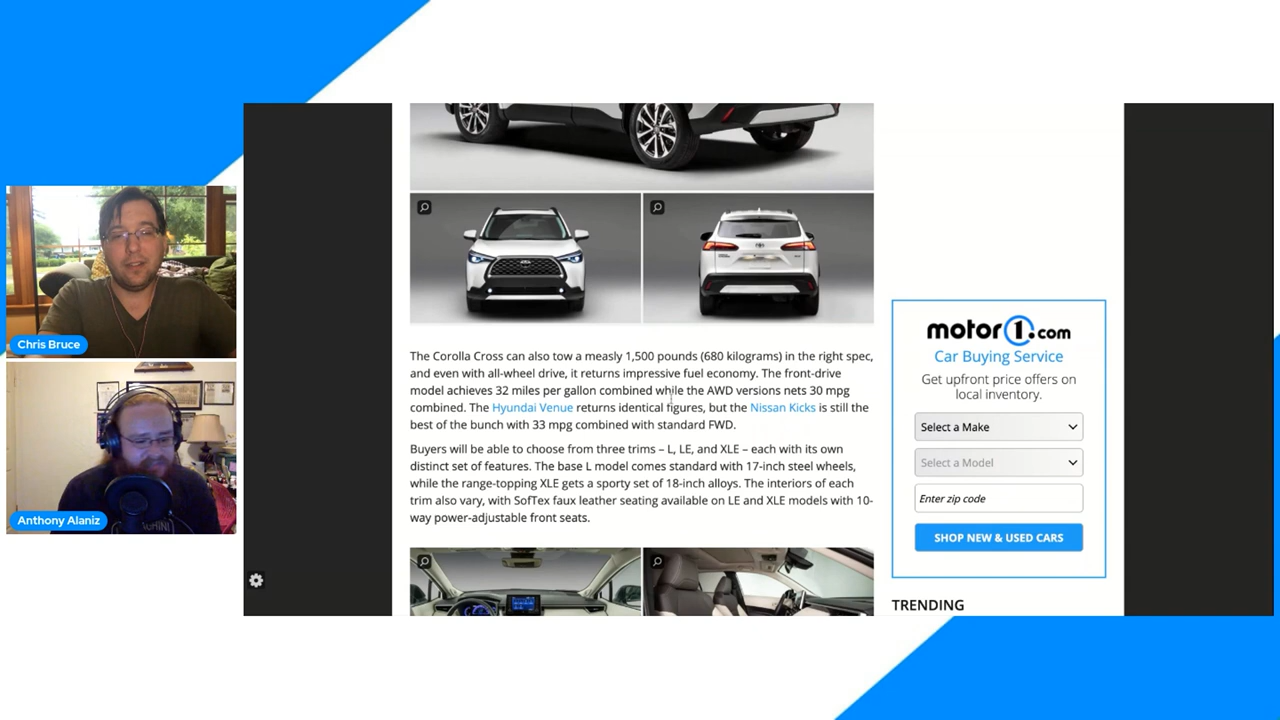 Chris Bruce
Anthony Alaniz
The Corolla Cross can also tow a measly 1,500 pounds (680 kilograms) in the right spec,
and even with all-wheel drive, it returns impressive fuel economy. The front-drive
model achieves 32 miles per gallon combined while the AWD versions nets 30 mpg
combined. The Hyundai Venue returns identical figures, but the Nissan Kicks is still the
best of the bunch with 33 mpg combined with standard FWD.
Buyers will be able to choose from three trims – L, LE, and XLE – each with its own
distinct set of features. The base L model comes standard with 17-inch steel wheels,
while the range-topping XLE gets a sporty set of 18-inch alloys. The interiors of each
trim also vary, with SofTex faux leather seating available on LE and XLE models with 10-
way power-adjustable front seats.
motor1.com
Car Buying Service
Get upfront price offers on
local inventory.
Select a Make
Select a Model
Enter zip code
SHOP NEW & USED CARS
TRENDING